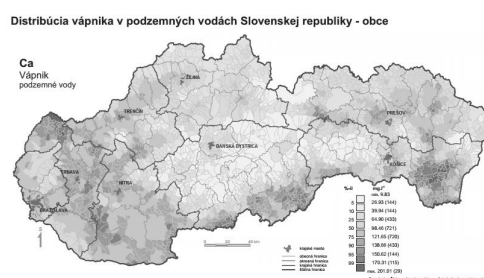 Distribúcia vápnika v podzemných vodách Slovenskej republiky - obce
Ca
Vápnik
podzemné vody
ŽILINA
TRENČÍN
PREŠOV
BANSKÁ BYSTRICA
KOŠICE
TRNAVA
NITRA
BRATISLAVA
krajské mesto
obecná hranica
okresná hranica
krajská hranica
štátna hranica
%-il mg.l⁻¹
min. 9.83
5 26.93 (144)
10 39.94 (144)
25 64.90 (433)
50 98.46 (721)
75 121.65 (720)
90 138.69 (433)
95 150.62 (144)
99 170.31 (115)
max. 201.81 (29)